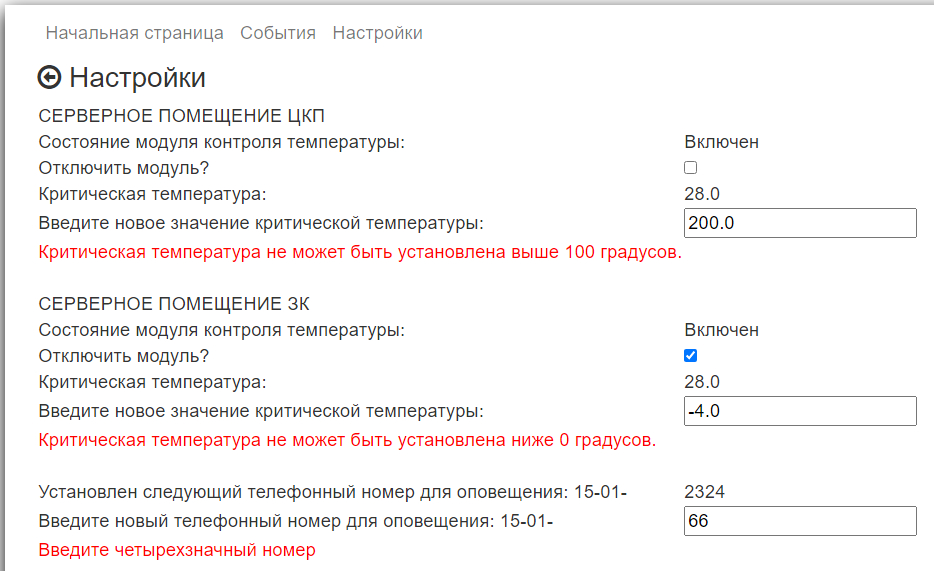 Начальная страница События Настройки
Настройки
СЕРВЕРНОЕ ПОМЕЩЕНИЕ ЦКП
Состояние модуля контроля температуры: Включен
Отключить модуль?
Критическая температура: 28.0
Введите новое значение критической температуры: 200.0
Критическая температура не может быть установлена выше 100 градусов.
СЕРВЕРНОЕ ПОМЕЩЕНИЕ ЗК
Состояние модуля контроля температуры: Включен
Отключить модуль?
Критическая температура: 28.0
Введите новое значение критической температуры: -4.0
Критическая температура не может быть установлена ниже 0 градусов.
Установлен следующий телефонный номер для оповещения: 15-01- 2324
Введите новый телефонный номер для оповещения: 15-01- 66
Введите четырехзначный номер